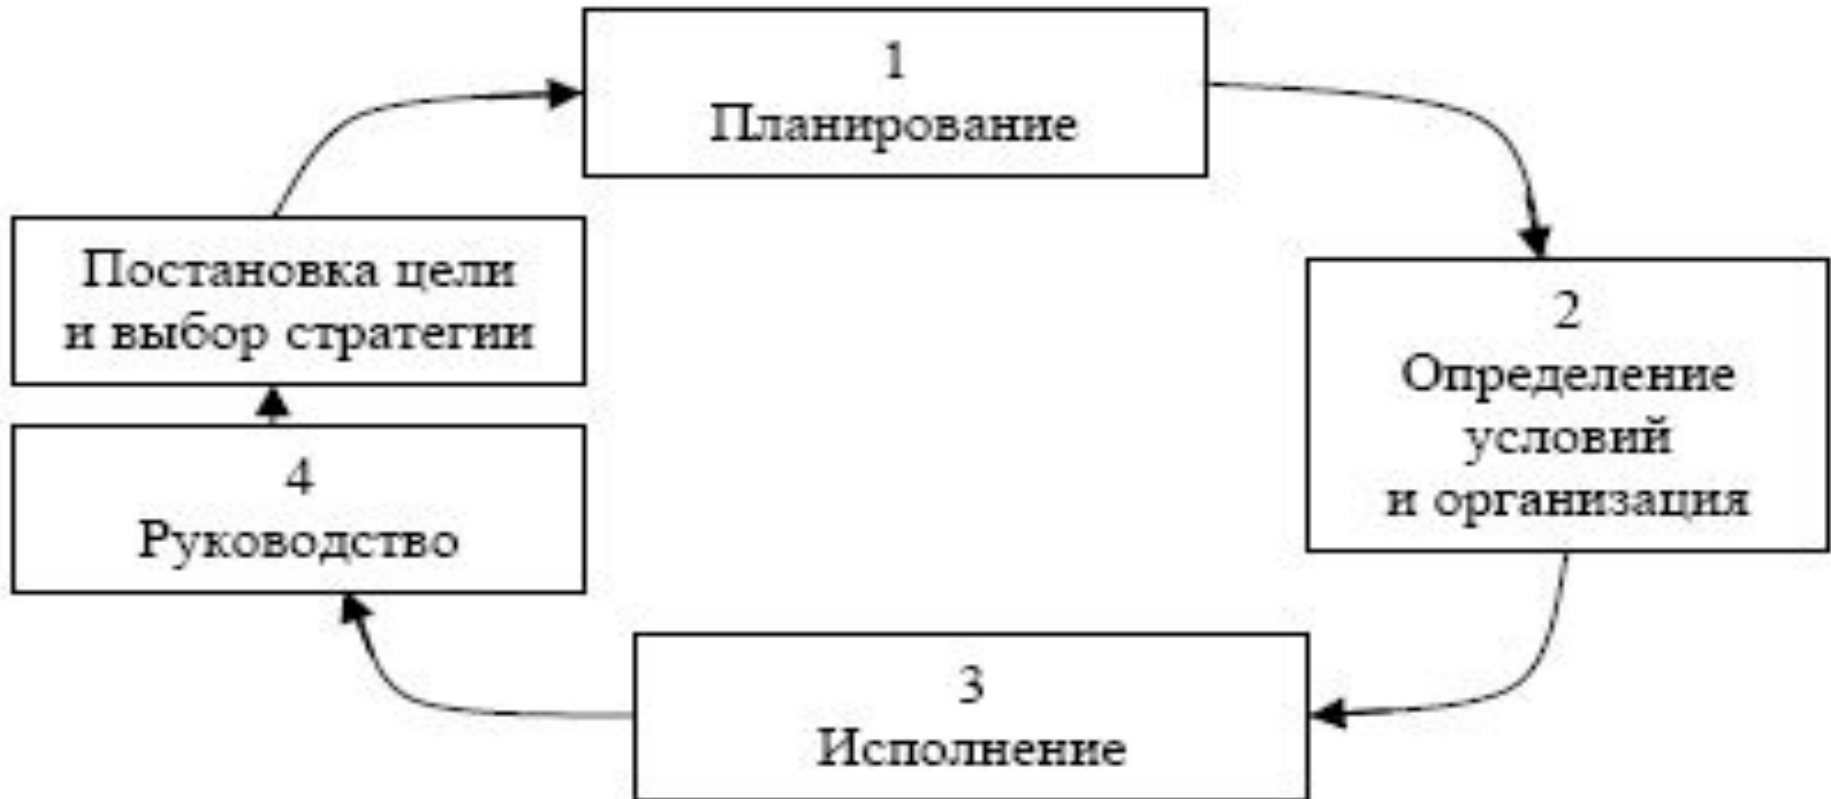 1
Планирование
Постановка цели
и выбор стратегии
2
Определение
условий
и организация
3
Исполнение
4
Руководство